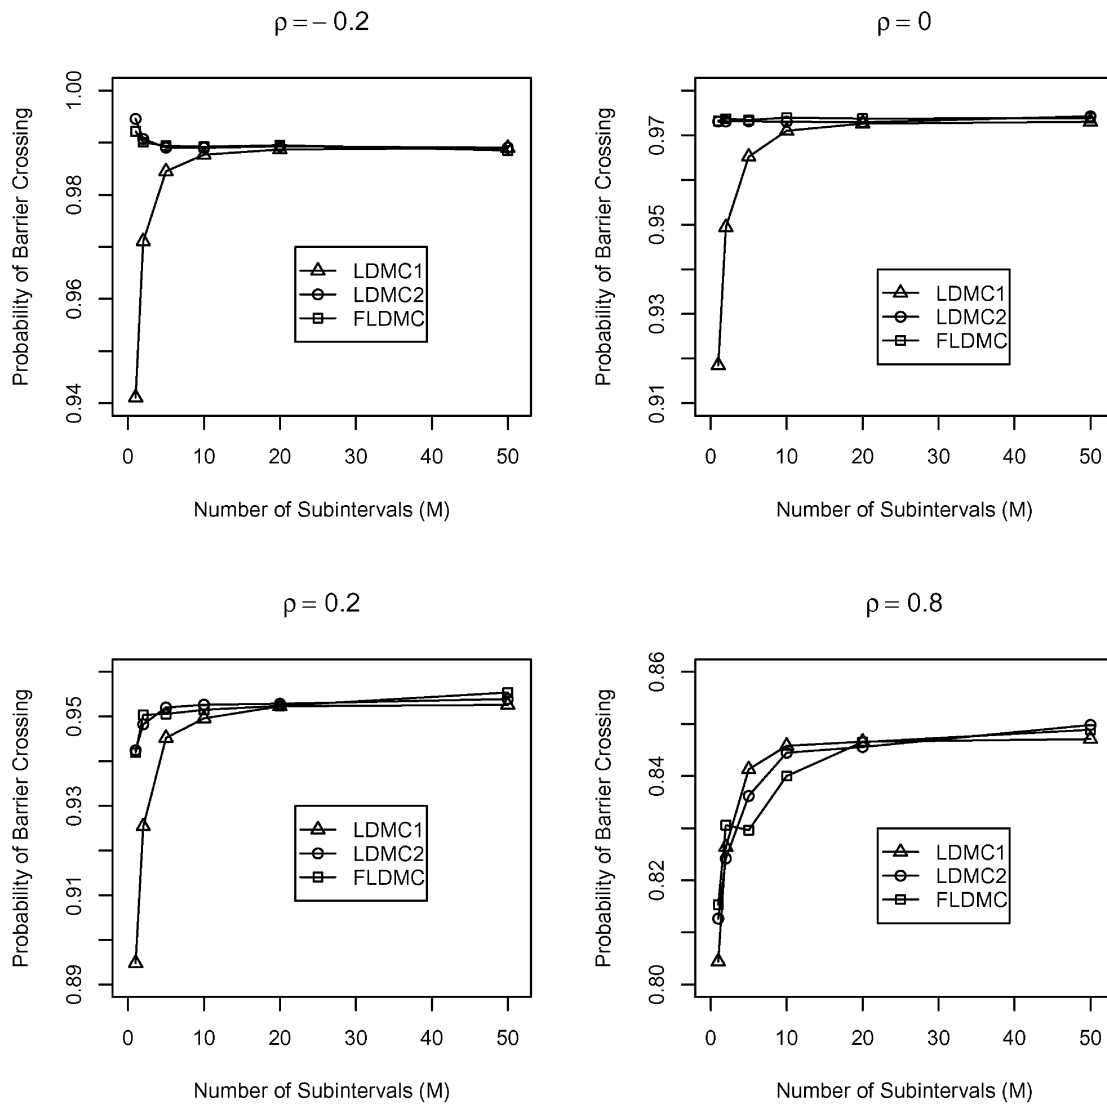 ρ = − 0.2
Probability of Barrier Crossing
1.00
0.98
0.96
0.94
LDMC1
LDMC2
FLDMC
0 10 20 30 40 50
Number of Subintervals (M)
ρ = 0
Probability of Barrier Crossing
0.97
0.95
0.93
0.91
LDMC1
LDMC2
FLDMC
0 10 20 30 40 50
Number of Subintervals (M)
ρ = 0.2
Probability of Barrier Crossing
0.95
0.93
0.91
0.89
LDMC1
LDMC2
FLDMC
0 10 20 30 40 50
Number of Subintervals (M)
ρ = 0.8
Probability of Barrier Crossing
0.86
0.84
0.82
0.80
LDMC1
LDMC2
FLDMC
0 10 20 30 40 50
Number of Subintervals (M)